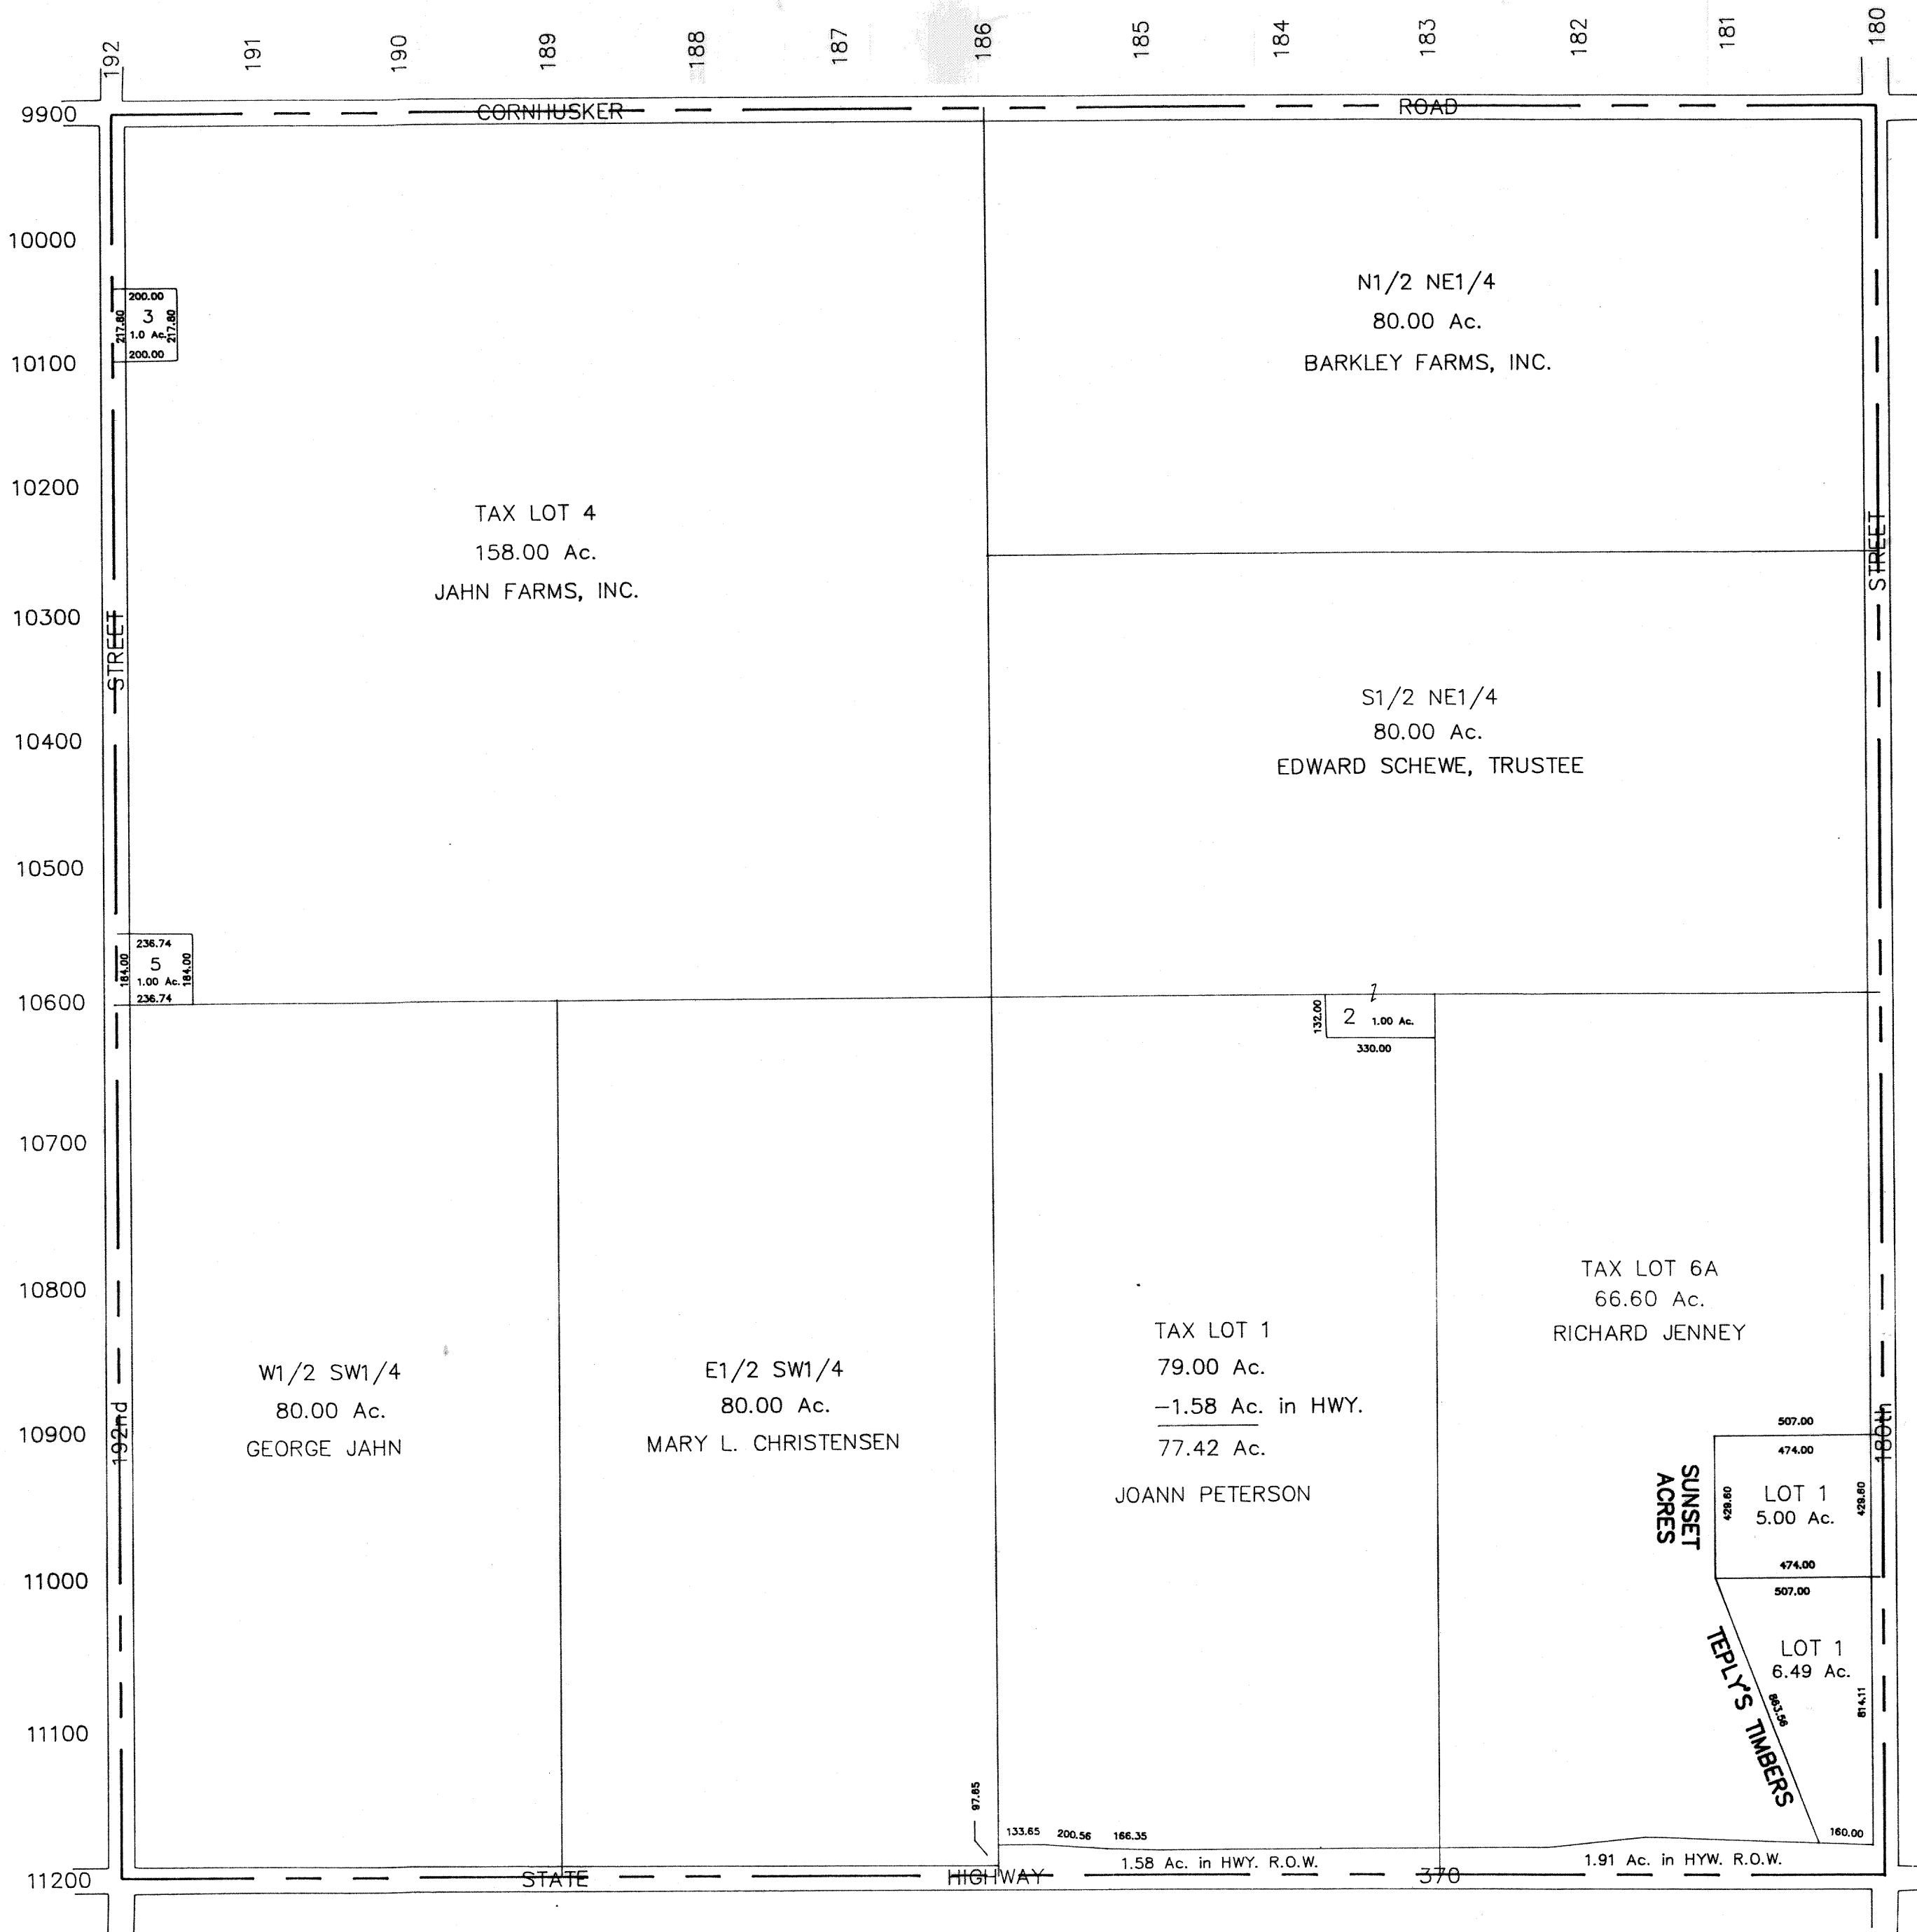 192 191 190 189 188 187 186 185 184 183 182 181 180
CORNHUSKER ROAD
9900
10000
10100
10200
10300
10400
10500
10600
10700
10800
10900
11000
11100
11200
200.00
217.80
3
1.0 Ac.
217.80
200.00
N1/2 NE1/4
80.00 Ac.
BARKLEY FARMS, INC.
TAX LOT 4
158.00 Ac.
JAHN FARMS, INC.
STREET
STREET
S1/2 NE1/4
80.00 Ac.
EDWARD SCHEWE, TRUSTEE
236.74
184.00
5
1.00 Ac.
184.00
236.74
132.00
2 1.00 Ac.
330.00
W1/2 SW1/4
80.00 Ac.
GEORGE JAHN
E1/2 SW1/4
80.00 Ac.
MARY L. CHRISTENSEN
TAX LOT 1
79.00 Ac.
–1.58 Ac. in HWY.
77.42 Ac.
JOANN PETERSON
TAX LOT 6A
66.60 Ac.
RICHARD JENNEY
192nd
180th
507.00
474.00
SUNSET
ACRES
429.60
LOT 1
5.00 Ac.
429.60
474.00
507.00
LOT 1
6.49 Ac.
TEPLY'S TIMBERS
863.56
814.11
160.00
97.65
133.65 200.56 166.35
1.58 Ac. in HWY. R.O.W.
1.91 Ac. in HYW. R.O.W.
STATE HIGHWAY 370